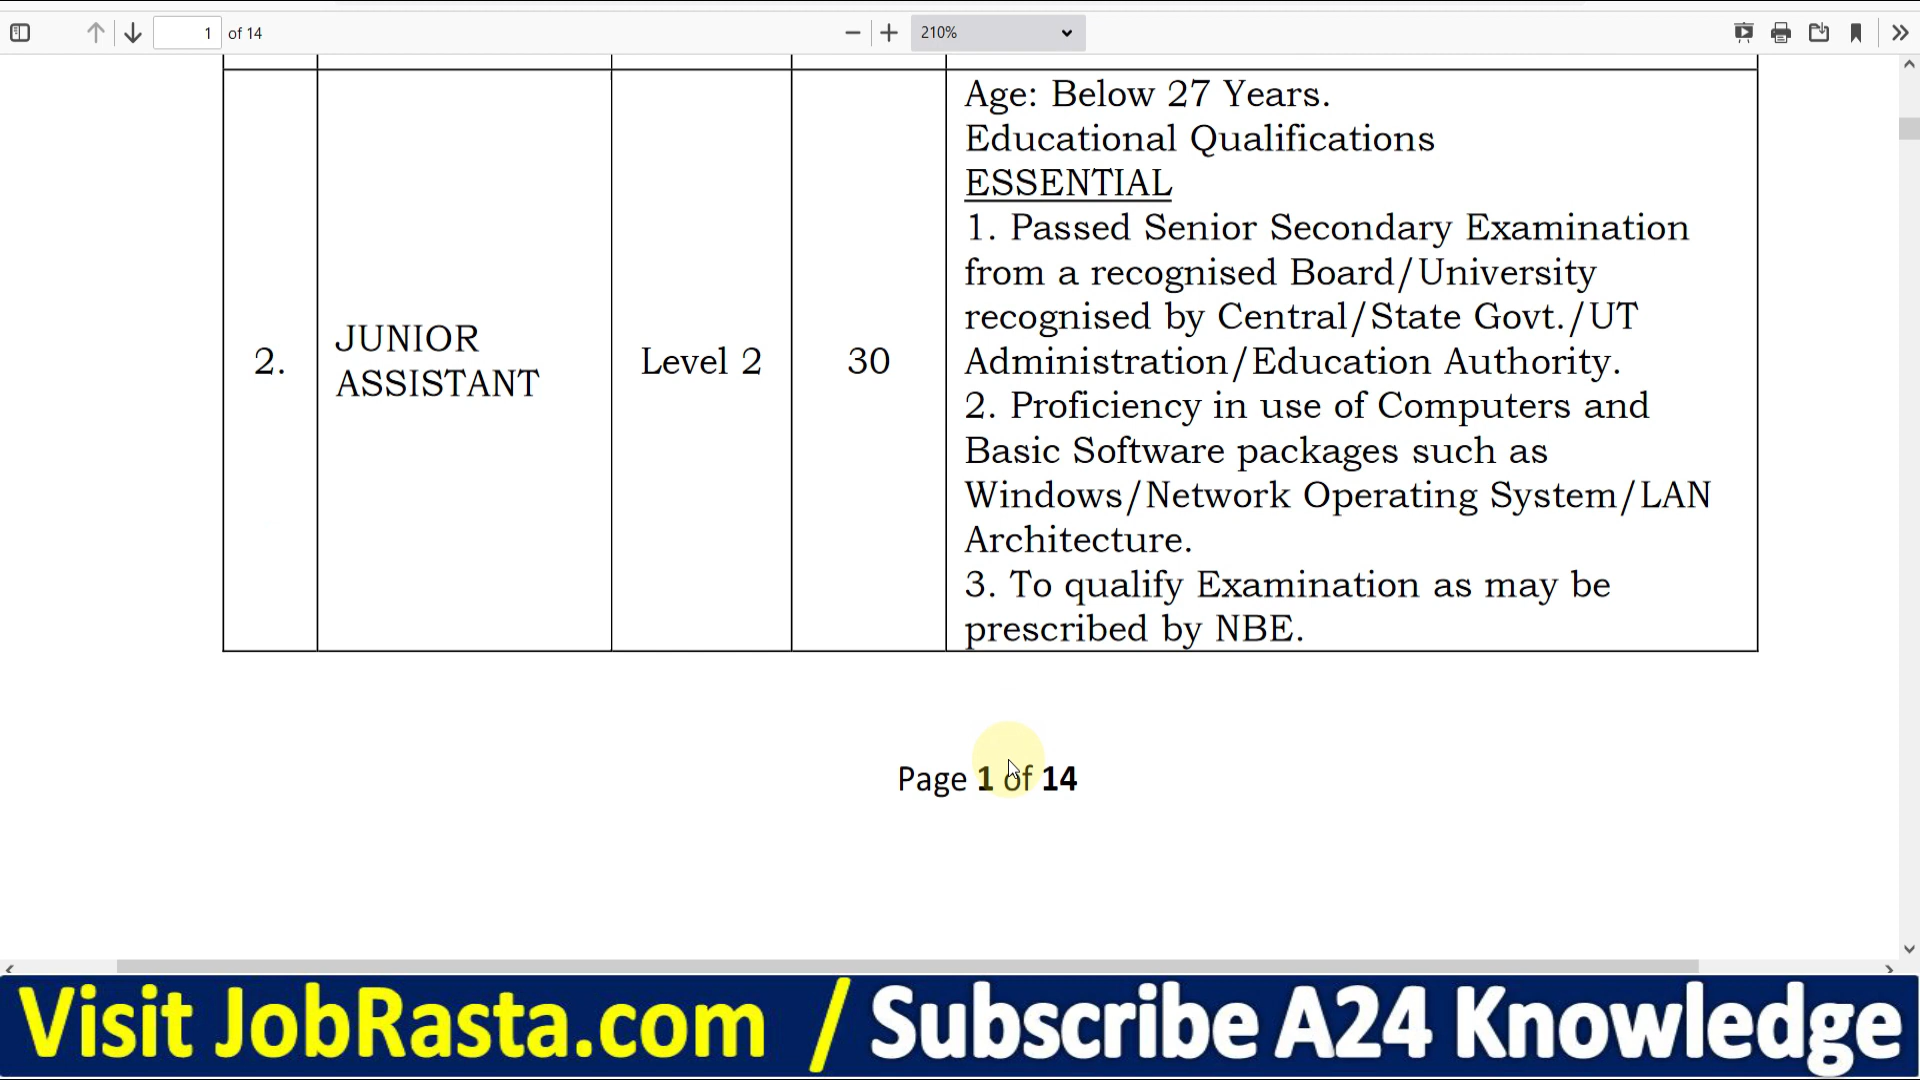 1 of 14 210%
Age: Below 27 Years.
Educational Qualifications
ESSENTIAL
1. Passed Senior Secondary Examination
from a recognised Board/University
recognised by Central/State Govt./UT
Administration/Education Authority.
2. Proficiency in use of Computers and
Basic Software packages such as
Windows/Network Operating System/LAN
Architecture.
3. To qualify Examination as may be
prescribed by NBE.
2.
JUNIOR
ASSISTANT
Level 2
30
Page 1 of 14
Visit JobRasta.com / Subscribe A24 Knowledge